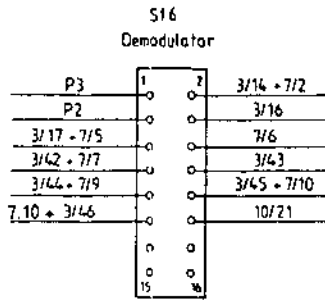 S16
Demodulator
P3 1 2 3/14 + 7/2
P2 3/16
3/17 + 7/5 7/6
3/42 + 7/7 3/43
3/44 + 7/9 3/45 + 7/10
7.10 + 3/46 10/21
15 16